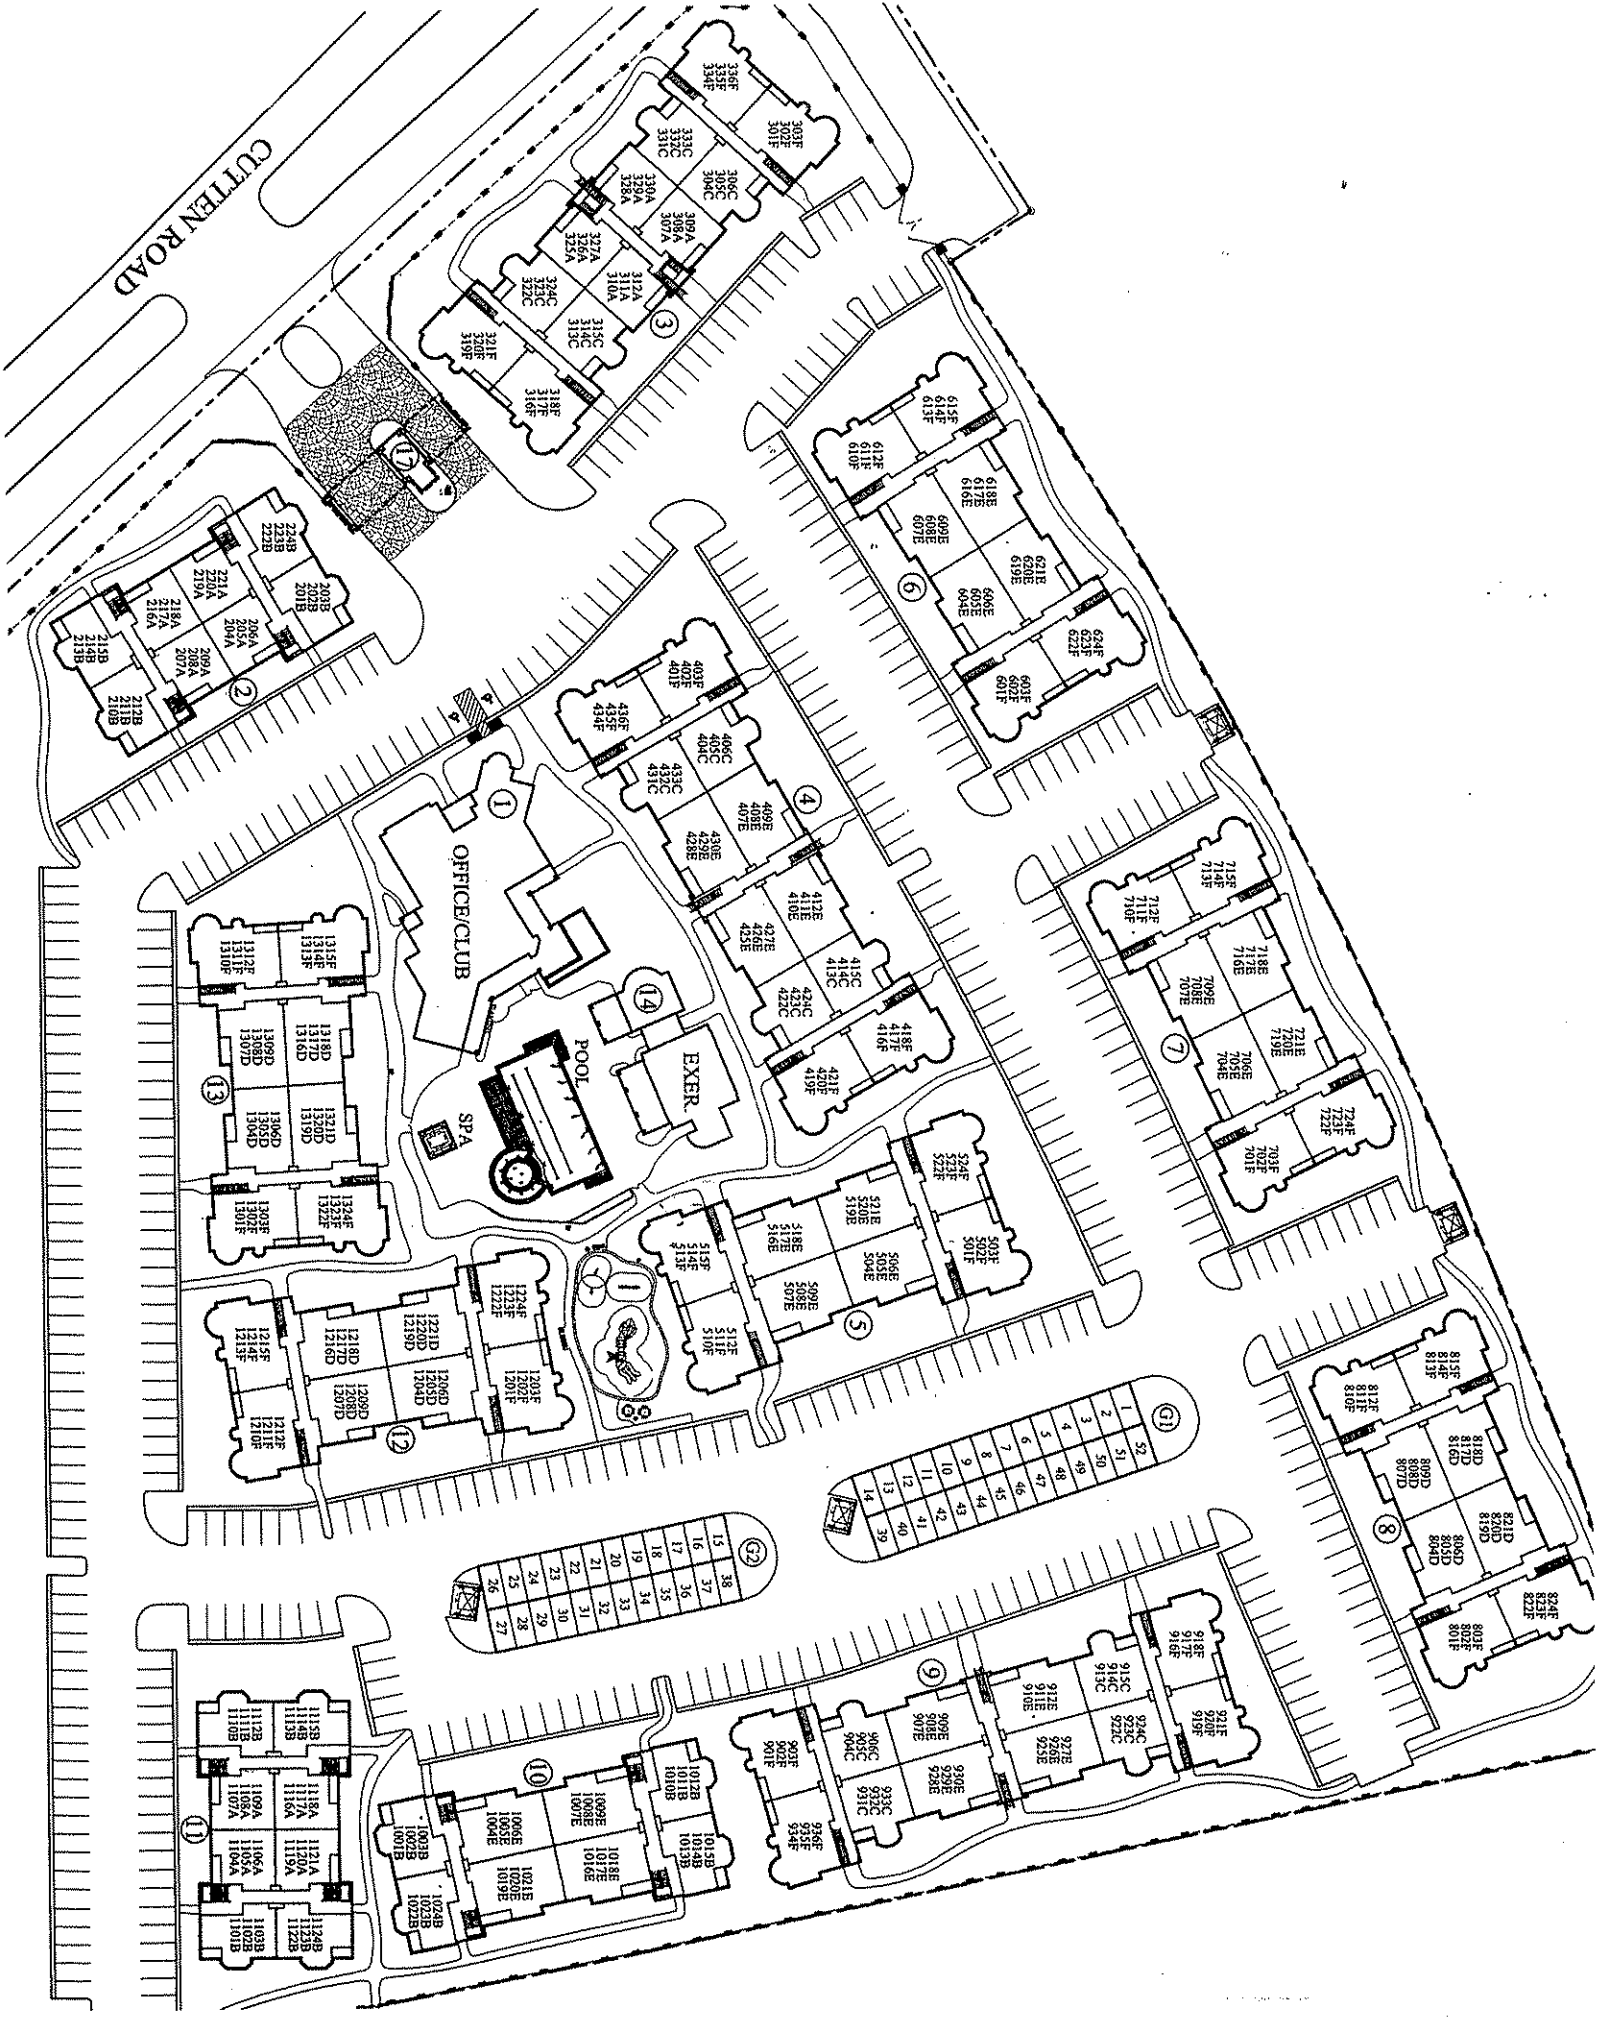 CUTTEN ROAD
336F
335F
334F
303F
302F
301F
333C
332C
331C
306C
305C
304C
330A
329A
328A
309A
308A
307A
327A
326A
325A
312A
311A
310A
324C
323C
322C
315C
314C
313C
321F
320F
319F
318F
317F
316F
3
17
224B
223B
222B
203B
202B
201B
221A
220A
219A
206A
205A
204A
218A
217A
216A
209A
208A
207A
215B
214B
213B
212B
211B
210B
2
615F
614F
613F
612F
611F
610F
618E
617E
616E
609E
608E
607E
621E
620E
619E
606E
605E
604E
624F
623F
622F
603F
602F
601F
6
403F
402F
401F
436F
435F
434F
406C
405C
404C
433C
432C
431C
409E
408E
407E
430E
429E
428E
412E
411E
410E
427E
426E
425E
415C
414C
413C
424C
423C
422C
418F
417F
416F
421F
420F
419F
4
1
OFFICE/CLUB
14
EXER.
POOL
SPA
715F
714F
713F
712F
711F
710F
718E
717E
716E
709E
708E
707E
721E
720E
719E
706E
705E
704E
724F
723F
722F
703F
702F
701F
7
1315F
1314F
1313F
1312F
1311F
1310F
1318D
1317D
1316D
1309D
1308D
1307D
1321D
1320D
1319D
1306D
1305D
1304D
1324F
1323F
1322F
1303F
1302F
1301F
13
524F
523F
522F
503F
502F
501F
521E
520E
519E
506E
505E
504E
518E
517E
516E
509E
508E
507E
515F
514F
513F
512F
511F
510F
5
1224F
1223F
1222F
1203F
1202F
1201F
1221D
1220D
1219D
1206D
1205D
1204D
1218D
1217D
1216D
1209D
1208D
1207D
1215F
1214F
1213F
1212F
1211F
1210F
12
815F
814F
813F
812F
811F
810F
818D
817D
816D
809D
808D
807D
821D
820D
819D
806D
805D
804D
824F
823F
822F
803F
802F
801F
8
G1
1
2
3
4
5
6
7
8
9
10
11
12
13
14
52
51
50
49
48
47
46
45
44
43
42
41
40
39
G2
15
16
17
18
19
20
21
22
23
24
25
26
38
37
36
35
34
33
32
31
30
29
28
27
918F
917F
916F
921F
920F
919F
915C
914C
913C
924C
923C
922C
912E
911E
910E
927E
926E
925E
909E
908E
907E
930E
929E
928E
906C
905C
904C
933C
932C
931C
903F
902F
901F
936F
935F
934F
9
1012B
1011B
1010B
1015B
1014B
1013B
1009E
1008E
1007E
1018E
1017E
1016E
1006E
1005E
1004E
1021E
1020E
1019E
1003B
1002B
1001B
1024B
1023B
1022B
10
1115B
1114B
1113B
1112B
1111B
1110B
1118A
1117A
1116A
1109A
1108A
1107A
1121A
1120A
1119A
1106A
1105A
1104A
1124B
1123B
1122B
1103B
1102B
1101B
11